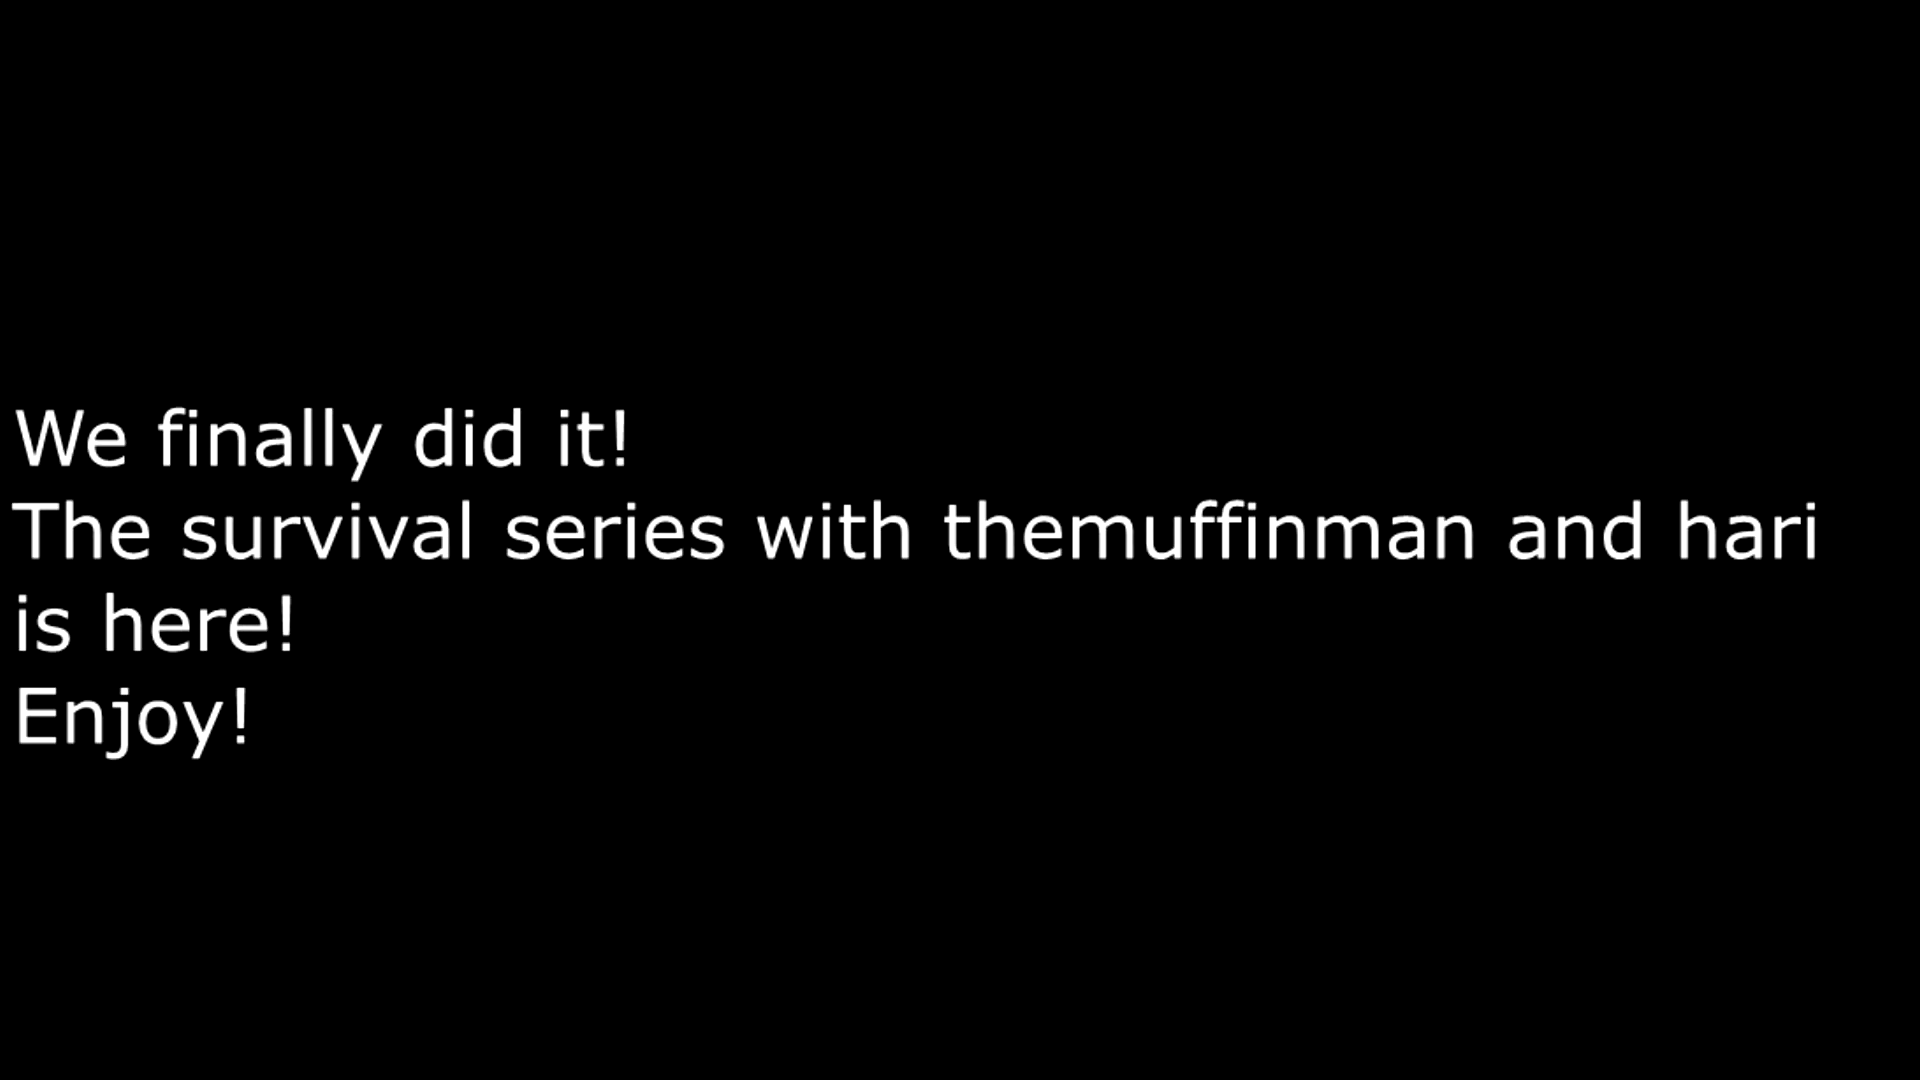 We finally did it!
The survival series with themuffinman and hari
is here!
Enjoy!